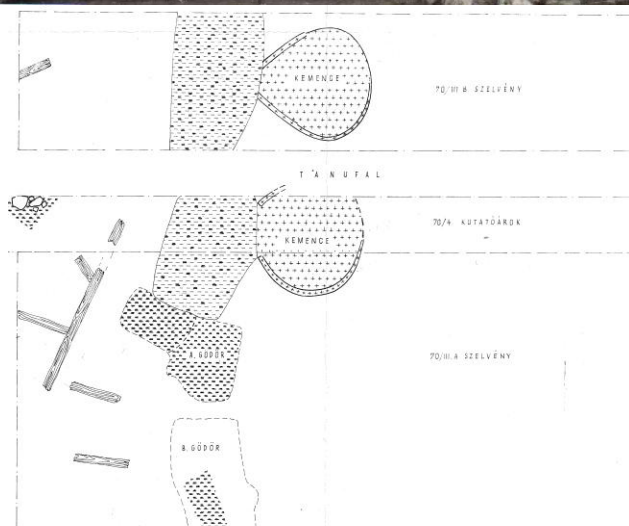 KEMENCE
70/III B SZELVÉNY
TANUFAL
70/4 KUTATÓÁROK
KEMENCE
A. GÖDÖR
70/III.A SZELVÉNY
B. GÖDÖR